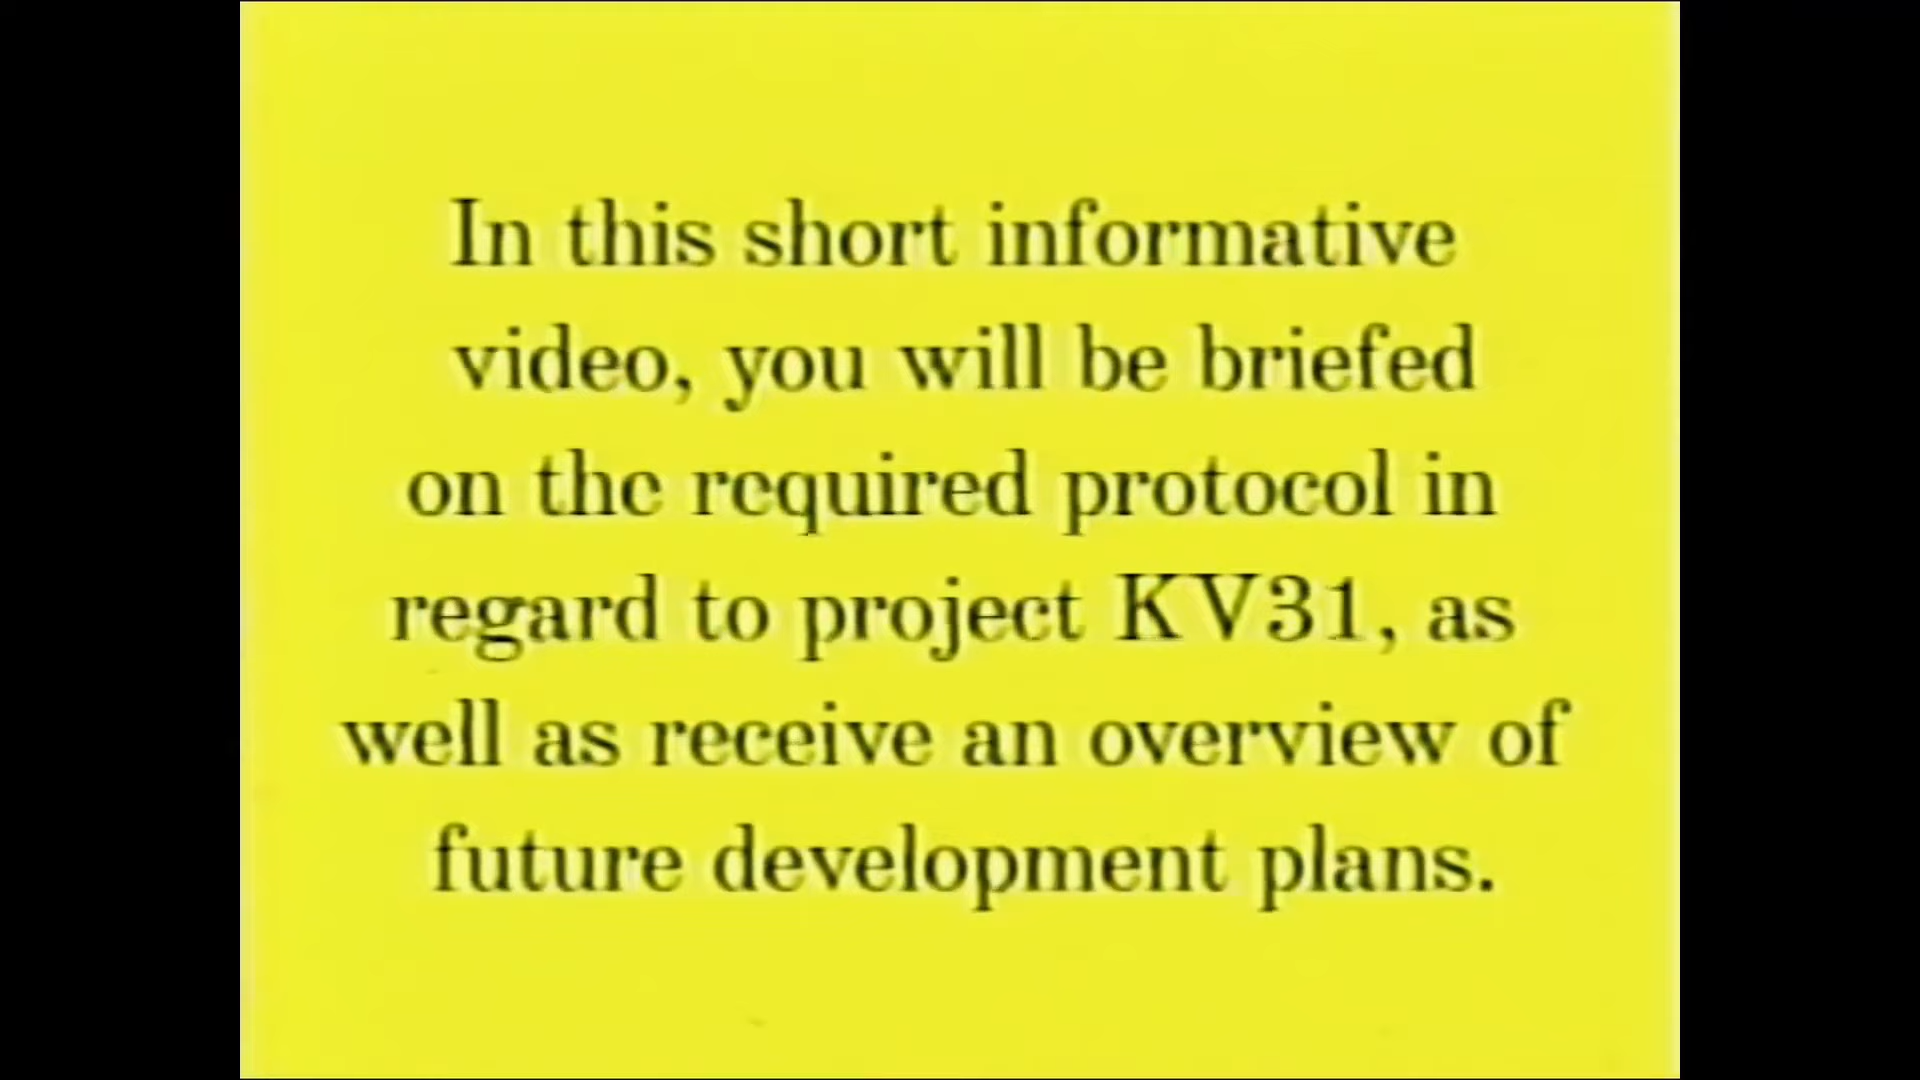 In this short informative
video, you will be briefed
on the required protocol in
regard to project KV31, as
well as receive an overview of
future development plans.